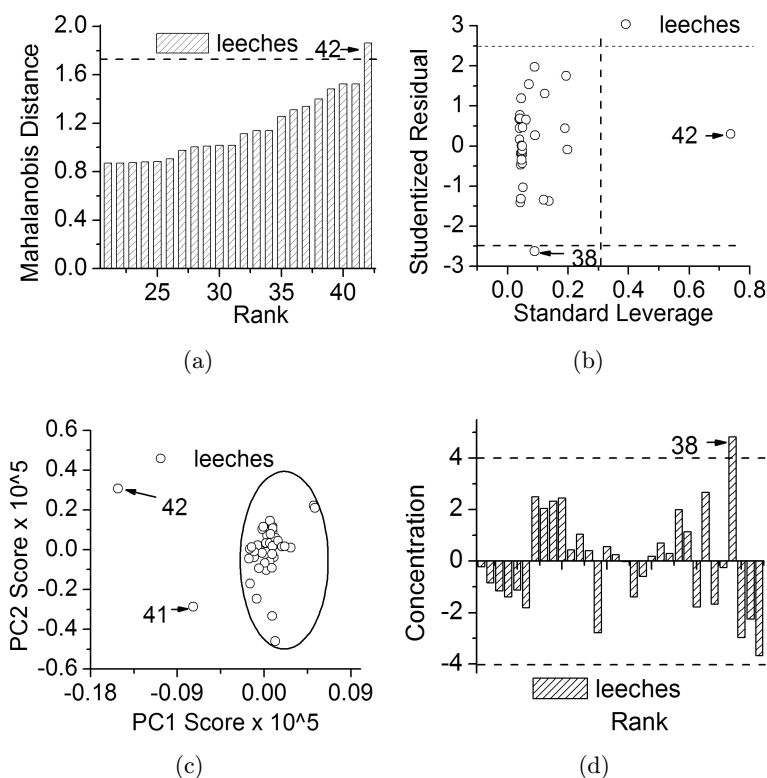 2.0
1.6
1.2
0.8
0.4
0.0
Mahalanobis Distance
leeches
42
25 30 35 40
Rank
(a)
3
2
1
0
-1
-2
-3
Studentized Residual
leeches
42
38
0.0 0.2 0.4 0.6 0.8
Standard Leverage
(b)
0.6
0.4
0.2
0.0
-0.2
-0.4
-0.6
PC2 Score x 10^5
leeches
42
41
-0.18 -0.09 0.00 0.09
PC1 Score x 10^5
(c)
4
2
0
-2
-4
Concentration
38
leeches
Rank
(d)